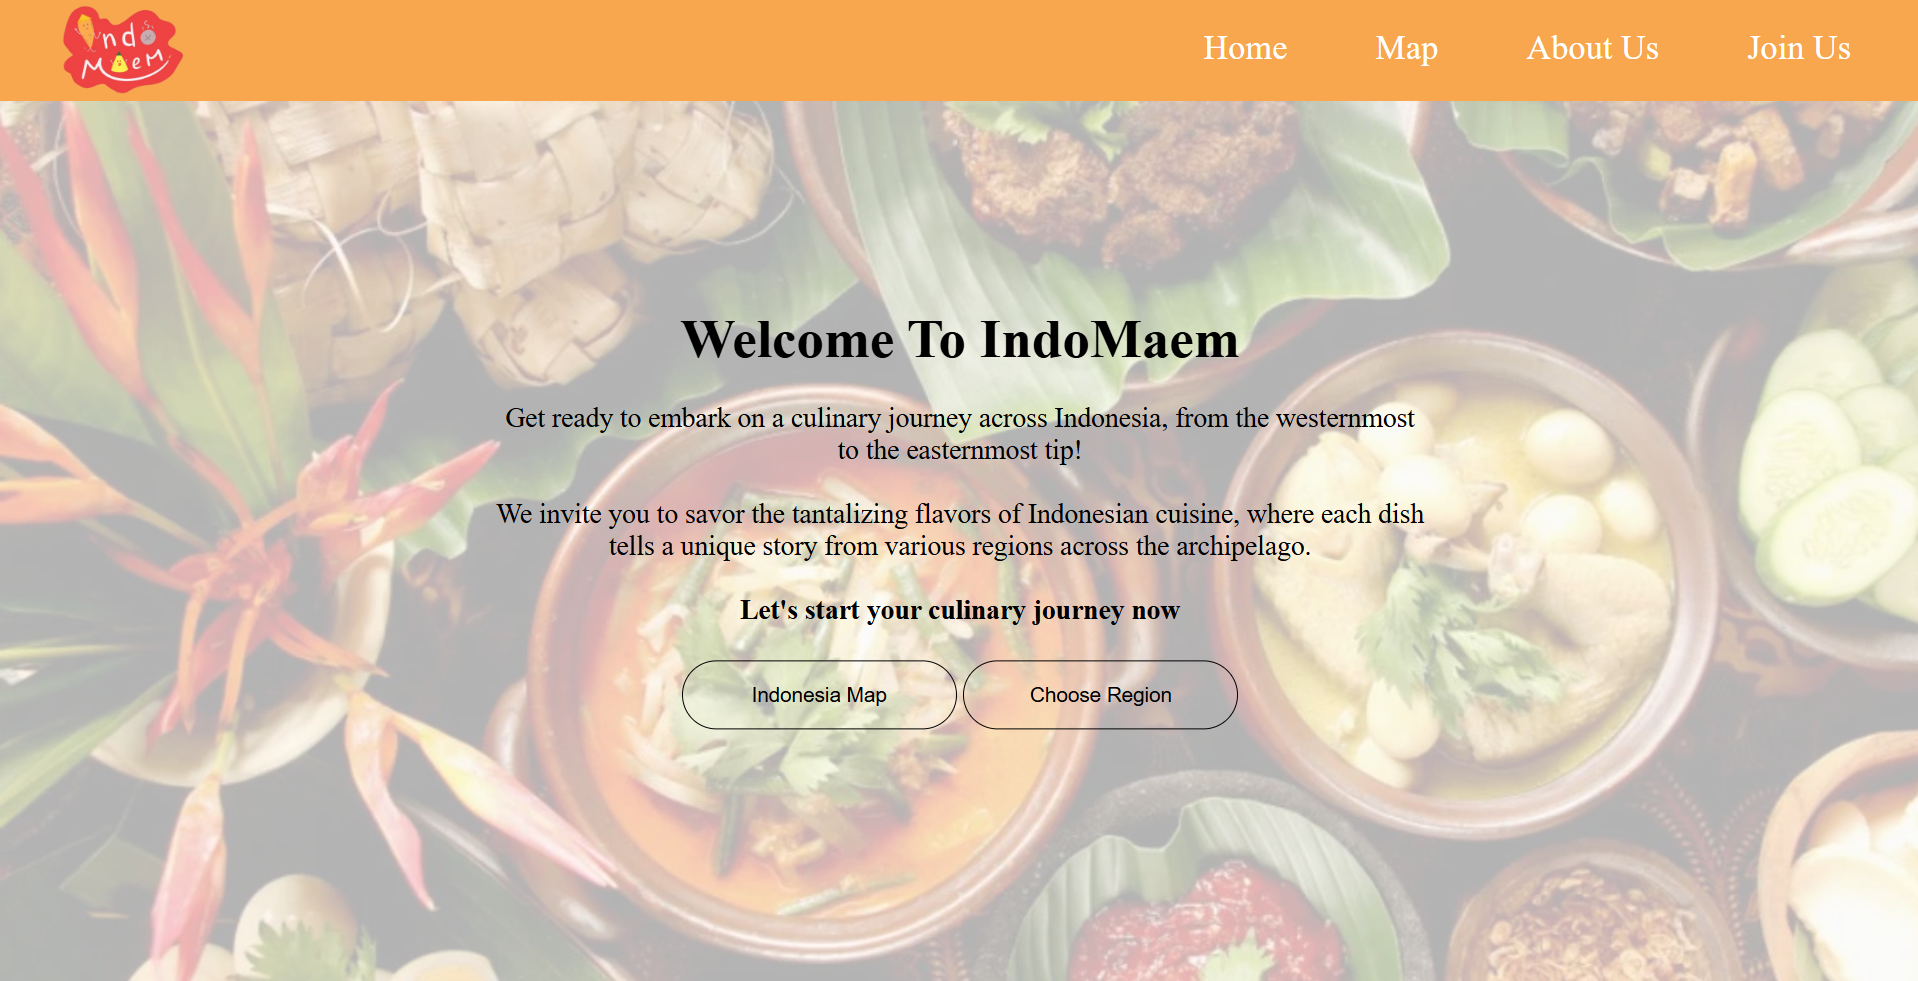 Indo
Maem
Home
Map
About Us
Join Us
Welcome To IndoMaem
Get ready to embark on a culinary journey across Indonesia, from the westernmost
to the easternmost tip!
We invite you to savor the tantalizing flavors of Indonesian cuisine, where each dish
tells a unique story from various regions across the archipelago.
Let's start your culinary journey now
Indonesia Map
Choose Region